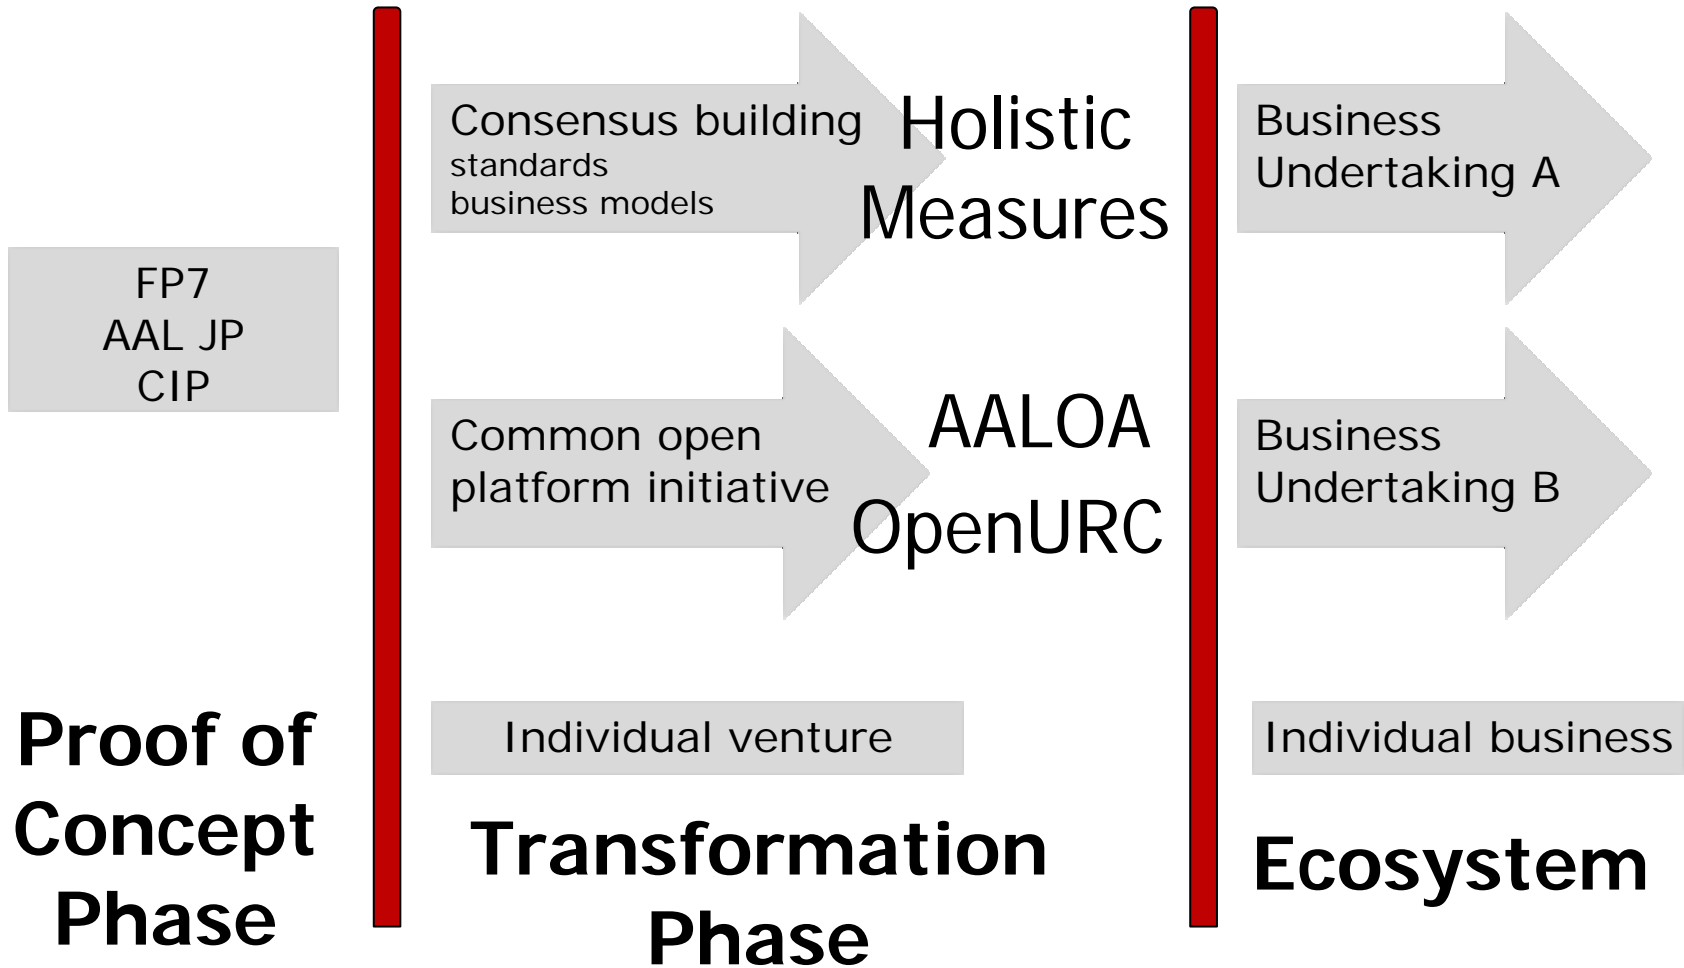 FP7
AAL JP
CIP
Proof of
Concept
Phase
Consensus building
standards
business models
Holistic
Measures
Common open
platform initiative
AALOA
OpenURC
Individual venture
Transformation
Phase
Business
Undertaking A
Business
Undertaking B
Individual business
Ecosystem